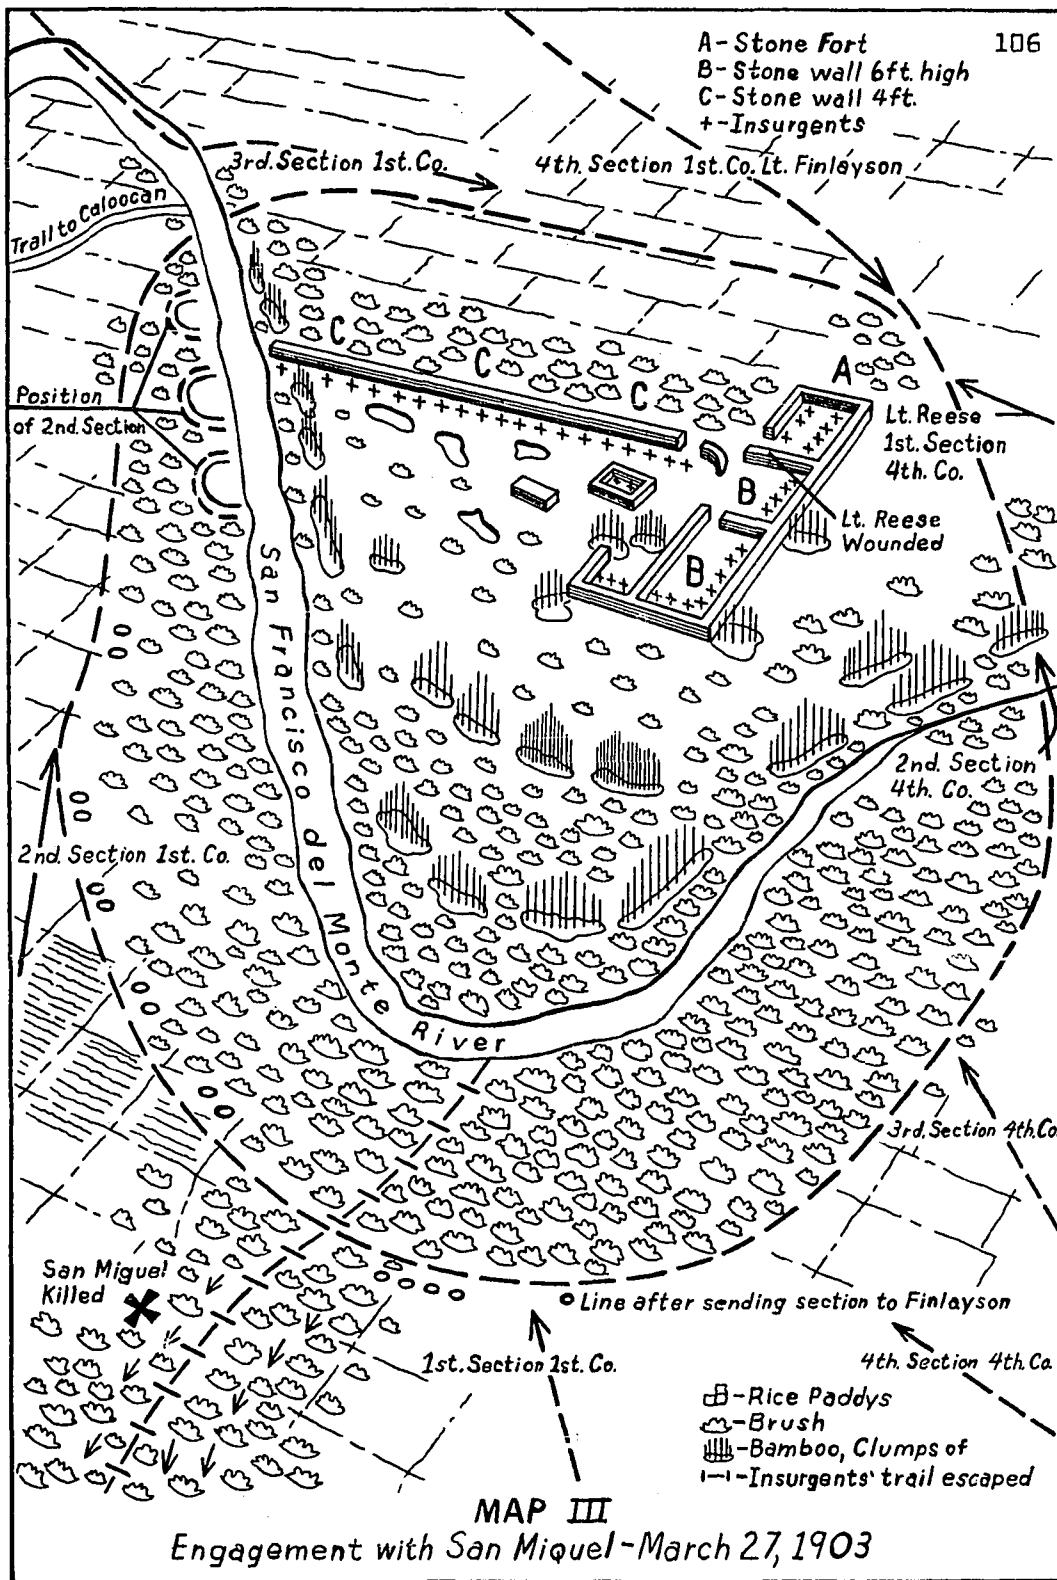 106
A-Stone Fort
B-Stone wall 6ft. high
C-Stone wall 4ft.
+-Insurgents
3rd. Section 1st. Co.
4th. Section 1st. Co. Lt. Finlayson
Trail to Caloocan
C
C
C
A
Position
of 2nd. Section
Lt. Reese
1st. Section
4th. Co.
B
Lt. Reese
Wounded
B
San Francisco del Monte River
2nd. Section
4th. Co.
2nd. Section 1st. Co.
3rd. Section 4th. Co.
San Miguel
Killed
o Line after sending section to Finlayson
1st. Section 1st. Co.
4th. Section 4th. Co
-Rice Paddys
-Brush
-Bamboo, Clumps of
-Insurgents' trail escaped
MAP III
Engagement with San Miquel-March 27, 1903